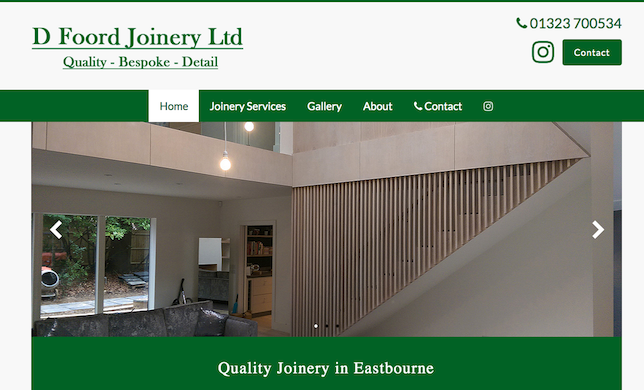 D Foord Joinery Ltd
Quality - Bespoke - Detail
01323 700534
Contact
Home Joinery Services Gallery About Contact
Quality Joinery in Eastbourne